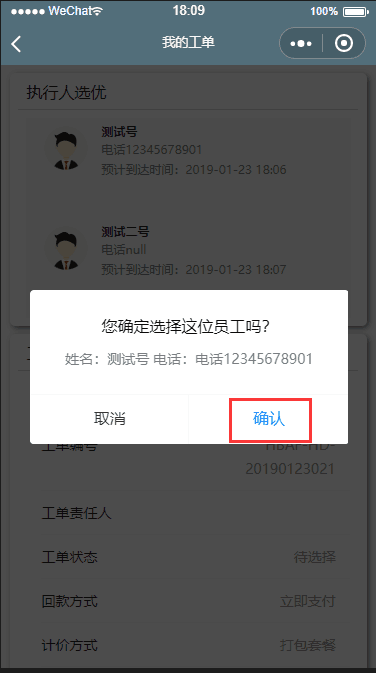 WeChat 18:09 100%
我的工单
执行人选优
测试号
电话12345678901
预计到达时间：2019-01-23 18:06
测试二号
电话null
预计到达时间：2019-01-23 18:07
您确定选择这位员工吗？
姓名：测试号 电话：电话12345678901
取消 确认
工单编号
20190123021
工单责任人
工单状态 待选择
回款方式 立即支付
计价方式 打包套餐